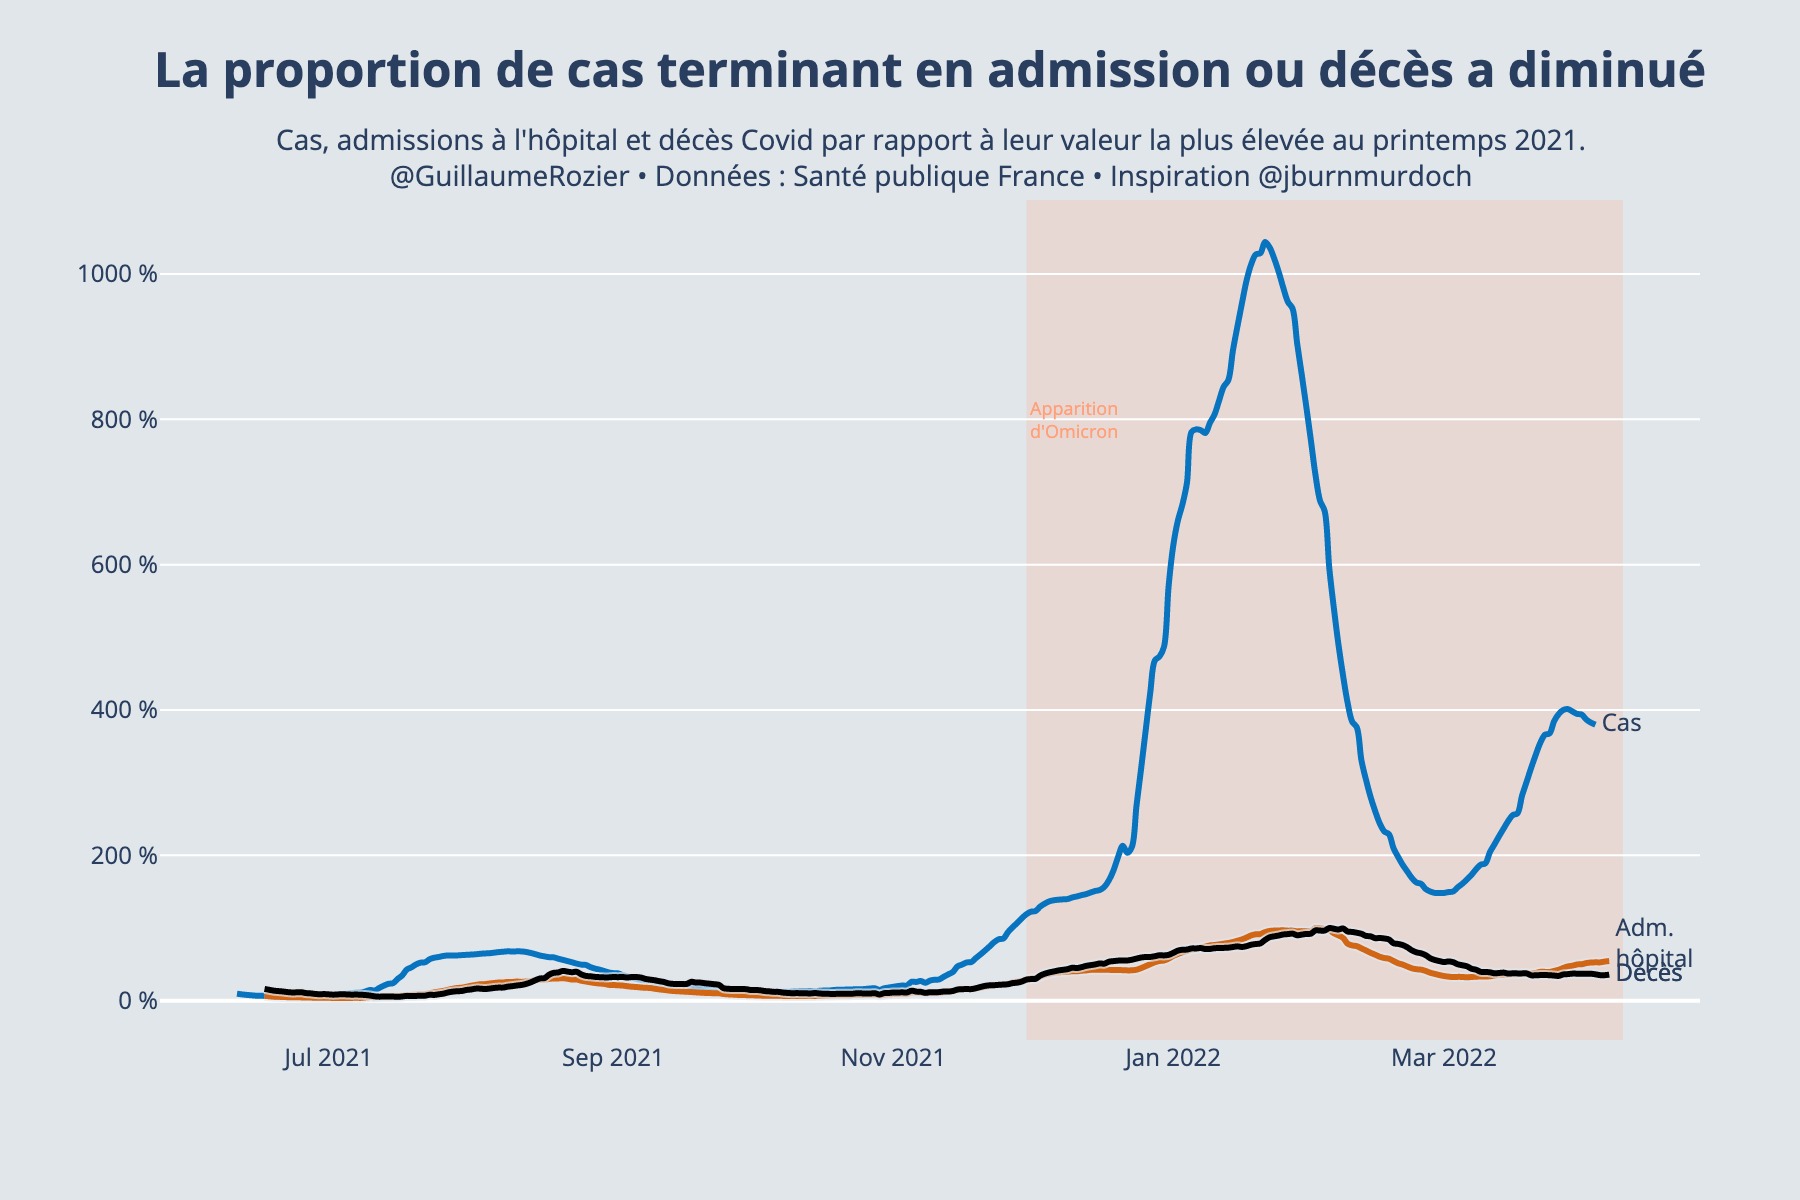 La proportion de cas terminant en admission ou décès a diminué
Cas, admissions à l'hôpital et décès Covid par rapport à leur valeur la plus élevée au printemps 2021.
@GuillaumeRozier • Données : Santé publique France • Inspiration @jburnmurdoch
1000 %
800 %
600 %
400 %
200 %
0 %
Apparition
d'Omicron
Cas
Adm.
hôpital
Décès
Jul 2021
Sep 2021
Nov 2021
Jan 2022
Mar 2022